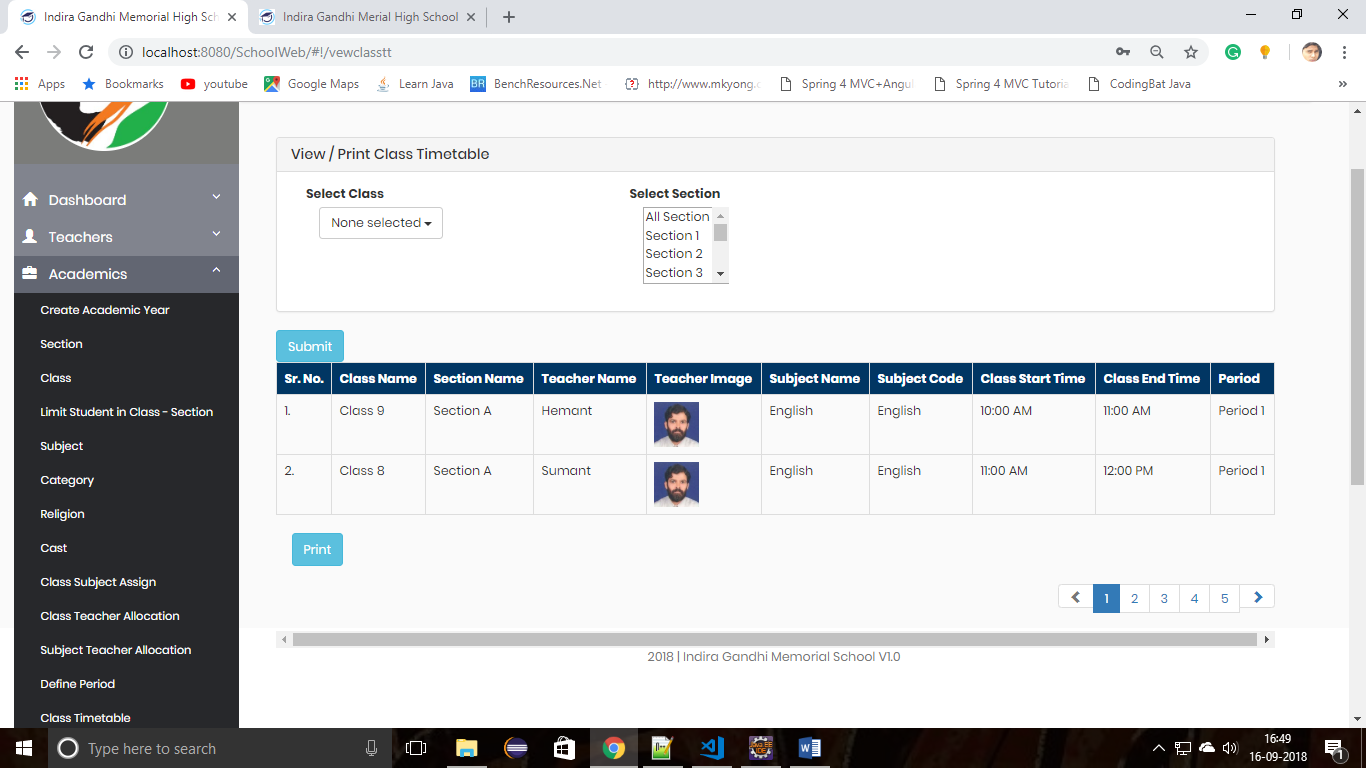 Indira Gandhi Memorial High Sch
Indira Gandhi Merial High School
localhost:8080/SchoolWeb/#!/vewclasstt
Apps Bookmarks youtube Google Maps Learn Java BR BenchResources.Net http://www.mkyong.c Spring 4 MVC+Angul Spring 4 MVC Tutoria CodingBat Java »
Dashboard
Teachers
Academics
Create Academic Year
Section
Class
Limit Student in Class - Section
Subject
Category
Religion
Cast
Class Subject Assign
Class Teacher Allocation
Subject Teacher Allocation
Define Period
Class Timetable
View / Print Class Timetable
Select Class
None selected
Select Section
All Section
Section 1
Section 2
Section 3
Submit
Sr. No. Class Name Section Name Teacher Name Teacher Image Subject Name Subject Code Class Start Time Class End Time Period
1. Class 9 Section A Hemant English English 10:00 AM 11:00 AM Period 1
2. Class 8 Section A Sumant English English 11:00 AM 12:00 PM Period 1
Print
1 2 3 4 5
2018 | Indira Gandhi Memorial School V1.0
Type here to search
16:49
16-09-2018
1